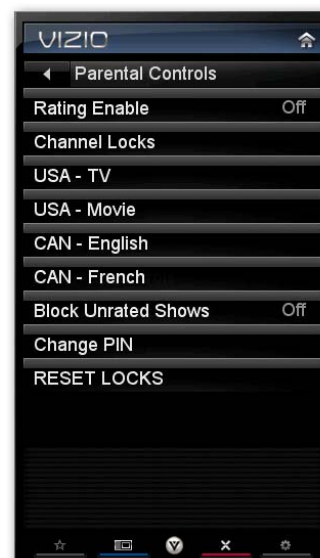 VIZIO
Parental Controls
Rating Enable Off
Channel Locks
USA - TV
USA - Movie
CAN - English
CAN - French
Block Unrated Shows Off
Change PIN
RESET LOCKS
V